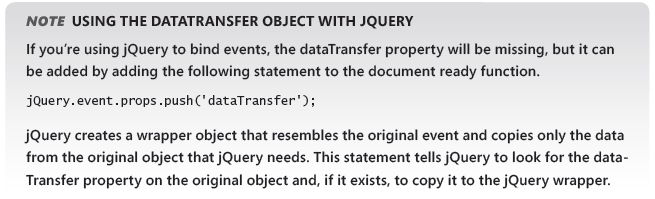 NOTE USING THE DATATRANSFER OBJECT WITH JQUERY
If you're using jQuery to bind events, the dataTransfer property will be missing, but it can
be added by adding the following statement to the document ready function.
jQuery.event.props.push('dataTransfer');
jQuery creates a wrapper object that resembles the original event and copies only the data
from the original object that jQuery needs. This statement tells jQuery to look for the data-
Transfer property on the original object and, if it exists, to copy it to the jQuery wrapper.